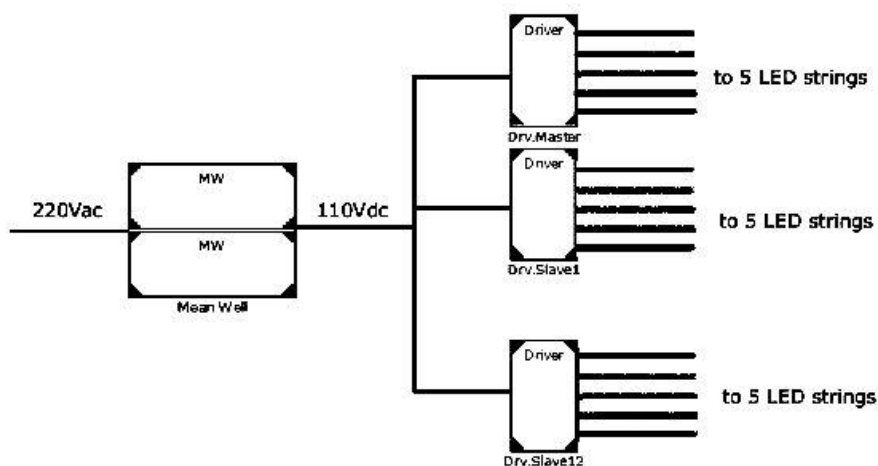 Driver
to 5 LED strings
Drv.Master
Driver
MW
220Vac
110Vdc
to 5 LED strings
MW
Drv.Slave1
Mean Well
Driver
to 5 LED strings
Drv.Slave12